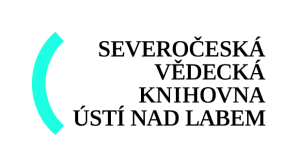 SEVEROČESKÁ
VĚDECKÁ
KNIHOVNA
ÚSTÍ NAD LABEM